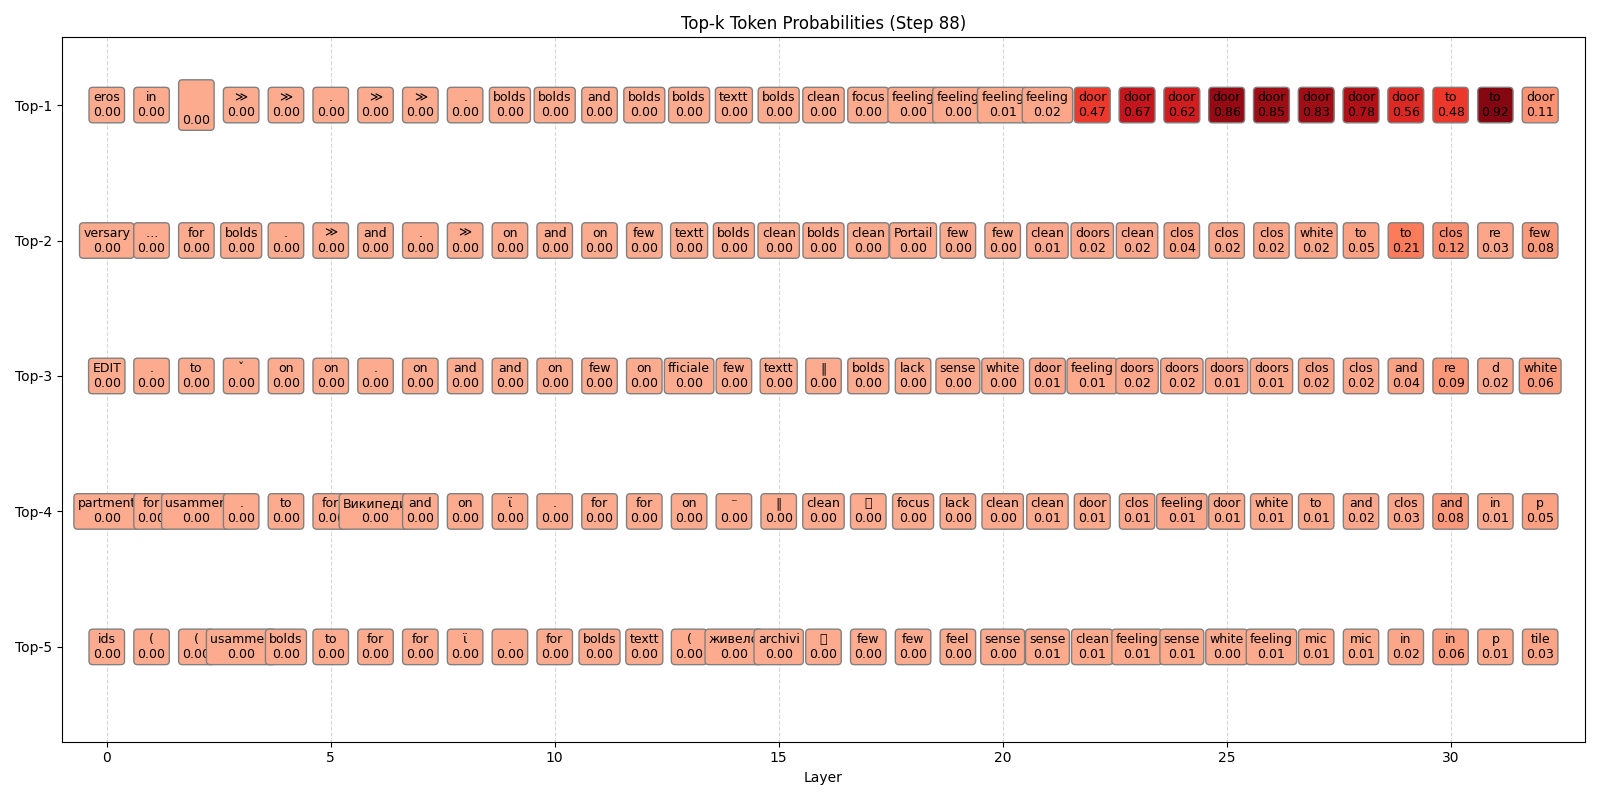 Top-k Token Probabilities (Step 88)
Top-1
eros in ≫ ≫ . ≫ ≫ . bolds bolds and bolds bolds textt bolds clean focus feeling feeling feeling feeling door door door door door door door door to to door
0.00 0.00 0.00 0.00 0.00 0.00 0.00 0.00 0.00 0.00 0.00 0.00 0.00 0.00 0.00 0.00 0.00 0.00 0.00 0.00 0.01 0.02 0.47 0.67 0.62 0.86 0.85 0.83 0.78 0.56 0.48 0.92 0.11
Top-2
versary ... for bolds . ≫ and . ≫ on and on few textt bolds clean bolds clean Portail few few clean doors clean clos clos clos white to to clos re few
0.00 0.00 0.00 0.00 0.00 0.00 0.00 0.00 0.00 0.00 0.00 0.00 0.00 0.00 0.00 0.00 0.00 0.00 0.00 0.00 0.00 0.01 0.02 0.02 0.04 0.02 0.02 0.02 0.05 0.21 0.12 0.03 0.08
Top-3
EDIT . to ˇ on on . on and and on few on fficiale few textt ‖ bolds lack sense white door feeling doors doors doors doors clos clos and re d white
0.00 0.00 0.00 0.00 0.00 0.00 0.00 0.00 0.00 0.00 0.00 0.00 0.00 0.00 0.00 0.00 0.00 0.00 0.00 0.00 0.00 0.01 0.01 0.02 0.02 0.01 0.01 0.02 0.02 0.04 0.09 0.02 0.06
Top-4
partment for usammen . to for Википеди and on ϊ . for for on ⁻ ‖ clean focus lack clean clean door clos feeling door white to and clos and in p
0.00 0.00 0.00 0.00 0.00 0.00 0.00 0.00 0.00 0.00 0.00 0.00 0.00 0.00 0.00 0.00 0.00 0.00 0.00 0.00 0.00 0.01 0.01 0.01 0.01 0.01 0.01 0.01 0.02 0.03 0.08 0.01 0.05
Top-5
ids ( ( usammen bolds to for for ϊ . for bolds textt ( живело archivi few few feel sense sense clean feeling sense white feeling mic mic in in p tile
0.00 0.00 0.00 0.00 0.00 0.00 0.00 0.00 0.00 0.00 0.00 0.00 0.00 0.00 0.00 0.00 0.00 0.00 0.00 0.00 0.00 0.01 0.01 0.01 0.01 0.00 0.01 0.01 0.01 0.02 0.06 0.01 0.03
0 5 10 15 20 25 30
Layer